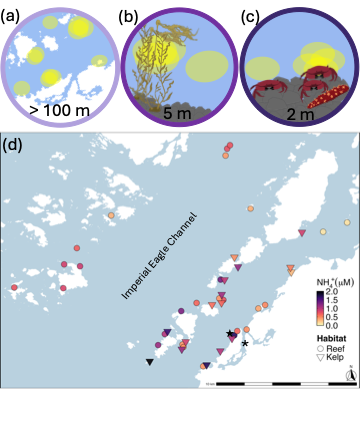 (a)
(b)
(c)
> 100 m
5 m
2 m
(d)
Imperial Eagle Channel
NH₄⁺(μM)
2.0
1.5
1.0
0.5
0.0
Habitat
Reef
Kelp